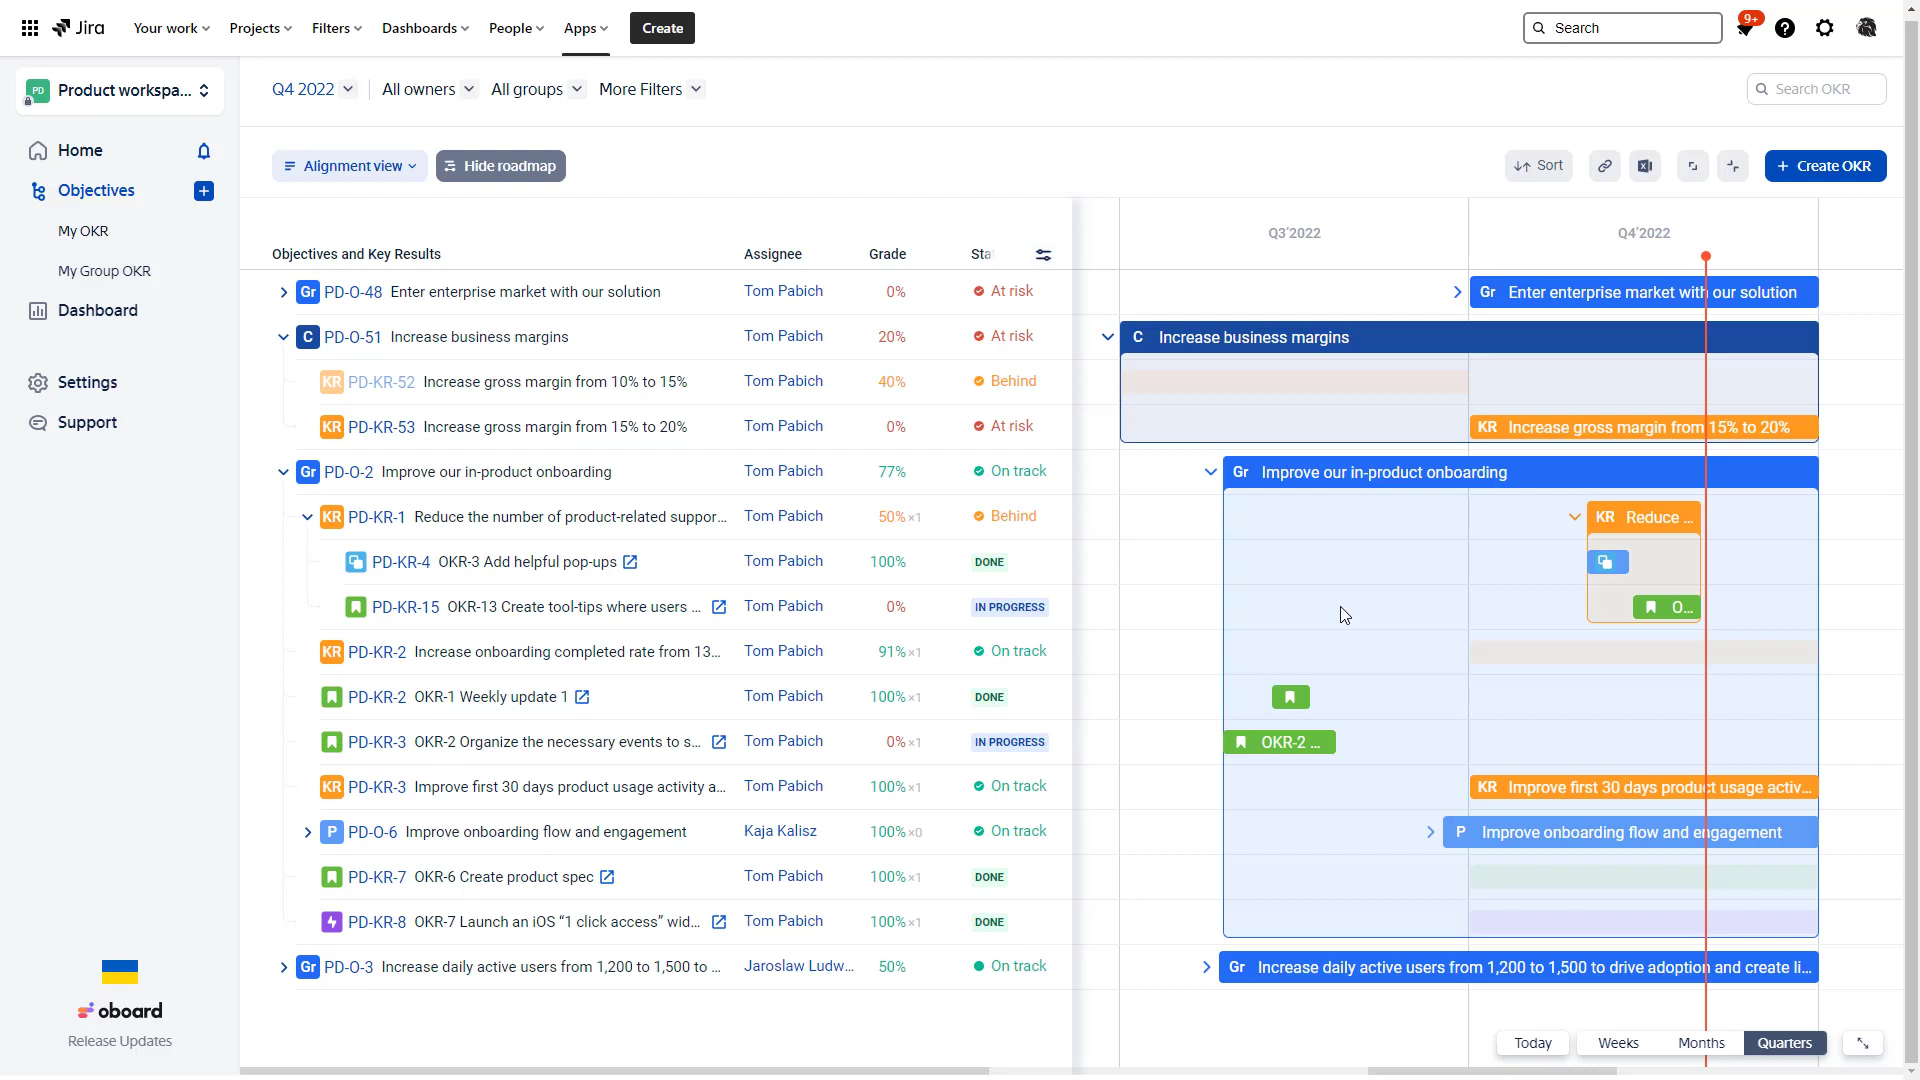 Jira Your work Projects Filters Dashboards People Apps Create Search 9+
PD Product workspa...
Q4 2022 All owners All groups More Filters Search OKR
Home
Objectives
My OKR
My Group OKR
Dashboard
Settings
Support
Alignment view Hide roadmap Sort + Create OKR
Q3'2022 Q4'2022
Objectives and Key Results Assignee Grade Sta
Gr PD-O-48 Enter enterprise market with our solution Tom Pabich 0% At risk Gr Enter enterprise market with our solution
C PD-O-51 Increase business margins Tom Pabich 20% At risk C Increase business margins
KR PD-KR-52 Increase gross margin from 10% to 15% Tom Pabich 40% Behind
KR PD-KR-53 Increase gross margin from 15% to 20% Tom Pabich 0% At risk KR Increase gross margin from 15% to 20%
Gr PD-O-2 Improve our in-product onboarding Tom Pabich 77% On track Gr Improve our in-product onboarding
KR PD-KR-1 Reduce the number of product-related suppor... Tom Pabich 50%×1 Behind KR Reduce ...
PD-KR-4 OKR-3 Add helpful pop-ups Tom Pabich 100% DONE
PD-KR-15 OKR-13 Create tool-tips where users ... Tom Pabich 0% IN PROGRESS O...
KR PD-KR-2 Increase onboarding completed rate from 13... Tom Pabich 91%×1 On track
PD-KR-2 OKR-1 Weekly update 1 Tom Pabich 100%×1 DONE
PD-KR-3 OKR-2 Organize the necessary events to s... Tom Pabich 0%×1 IN PROGRESS OKR-2 ...
KR PD-KR-3 Improve first 30 days product usage activity a... Tom Pabich 100%×1 On track KR Improve first 30 days product usage activ...
P PD-O-6 Improve onboarding flow and engagement Kaja Kalisz 100%×0 On track P Improve onboarding flow and engagement
PD-KR-7 OKR-6 Create product spec Tom Pabich 100%×1 DONE
PD-KR-8 OKR-7 Launch an iOS “1 click access” wid... Tom Pabich 100%×1 DONE
Gr PD-O-3 Increase daily active users from 1,200 to 1,500 to ... Jaroslaw Ludw... 50% On track Gr Increase daily active users from 1,200 to 1,500 to drive adoption and create li...
oboard
Release Updates
Today Weeks Months Quarters